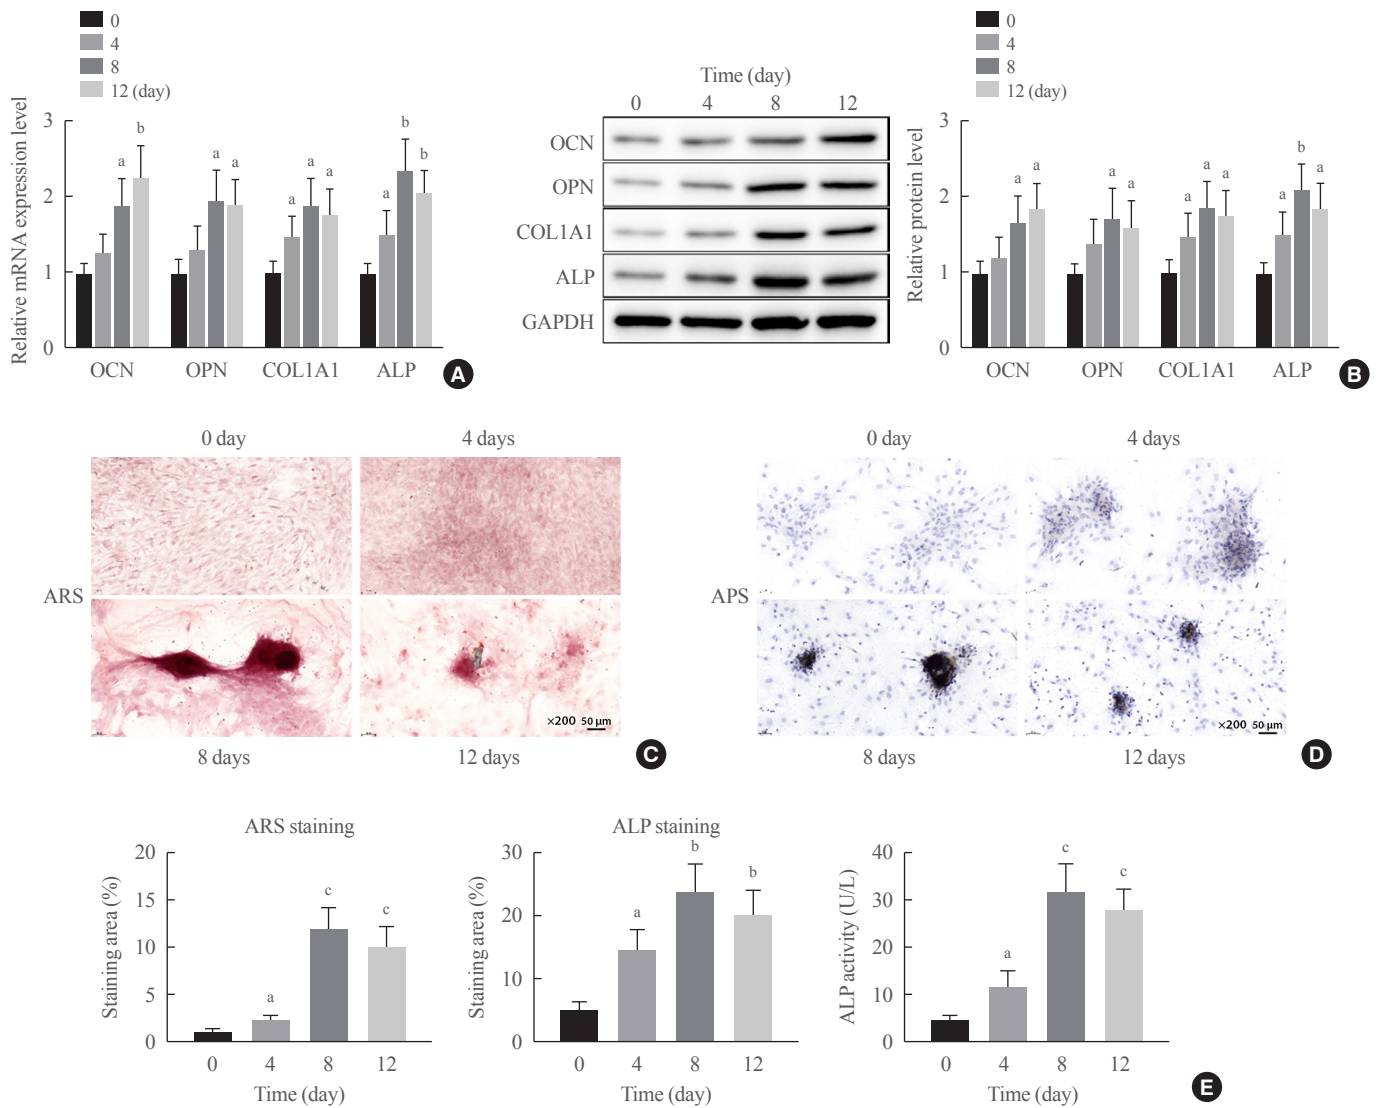 0
4
8
12 (day)
Relative mRNA expression level
3
2
1
0
a
b
a
a
a
a
a
a
b
b
OCN
OPN
COL1A1
ALP
A
Time (day)
0 4 8 12
OCN
OPN
COL1A1
ALP
GAPDH
0
4
8
12 (day)
Relative protein level
3
2
1
0
a
a
a
a
a
a
a
a
b
a
OCN
OPN
COL1A1
ALP
B
0 day
4 days
ARS
×200 50 µm
8 days
12 days
C
0 day
4 days
APS
×200 50 µm
8 days
12 days
D
ARS staining
Staining area (%)
20
15
10
5
0
a
c
c
0 4 8 12
Time (day)
ALP staining
Staining area (%)
30
20
10
0
a
b
b
0 4 8 12
Time (day)
ALP activity (U/L)
40
30
20
10
0
a
c
c
0 4 8 12
Time (day)
E